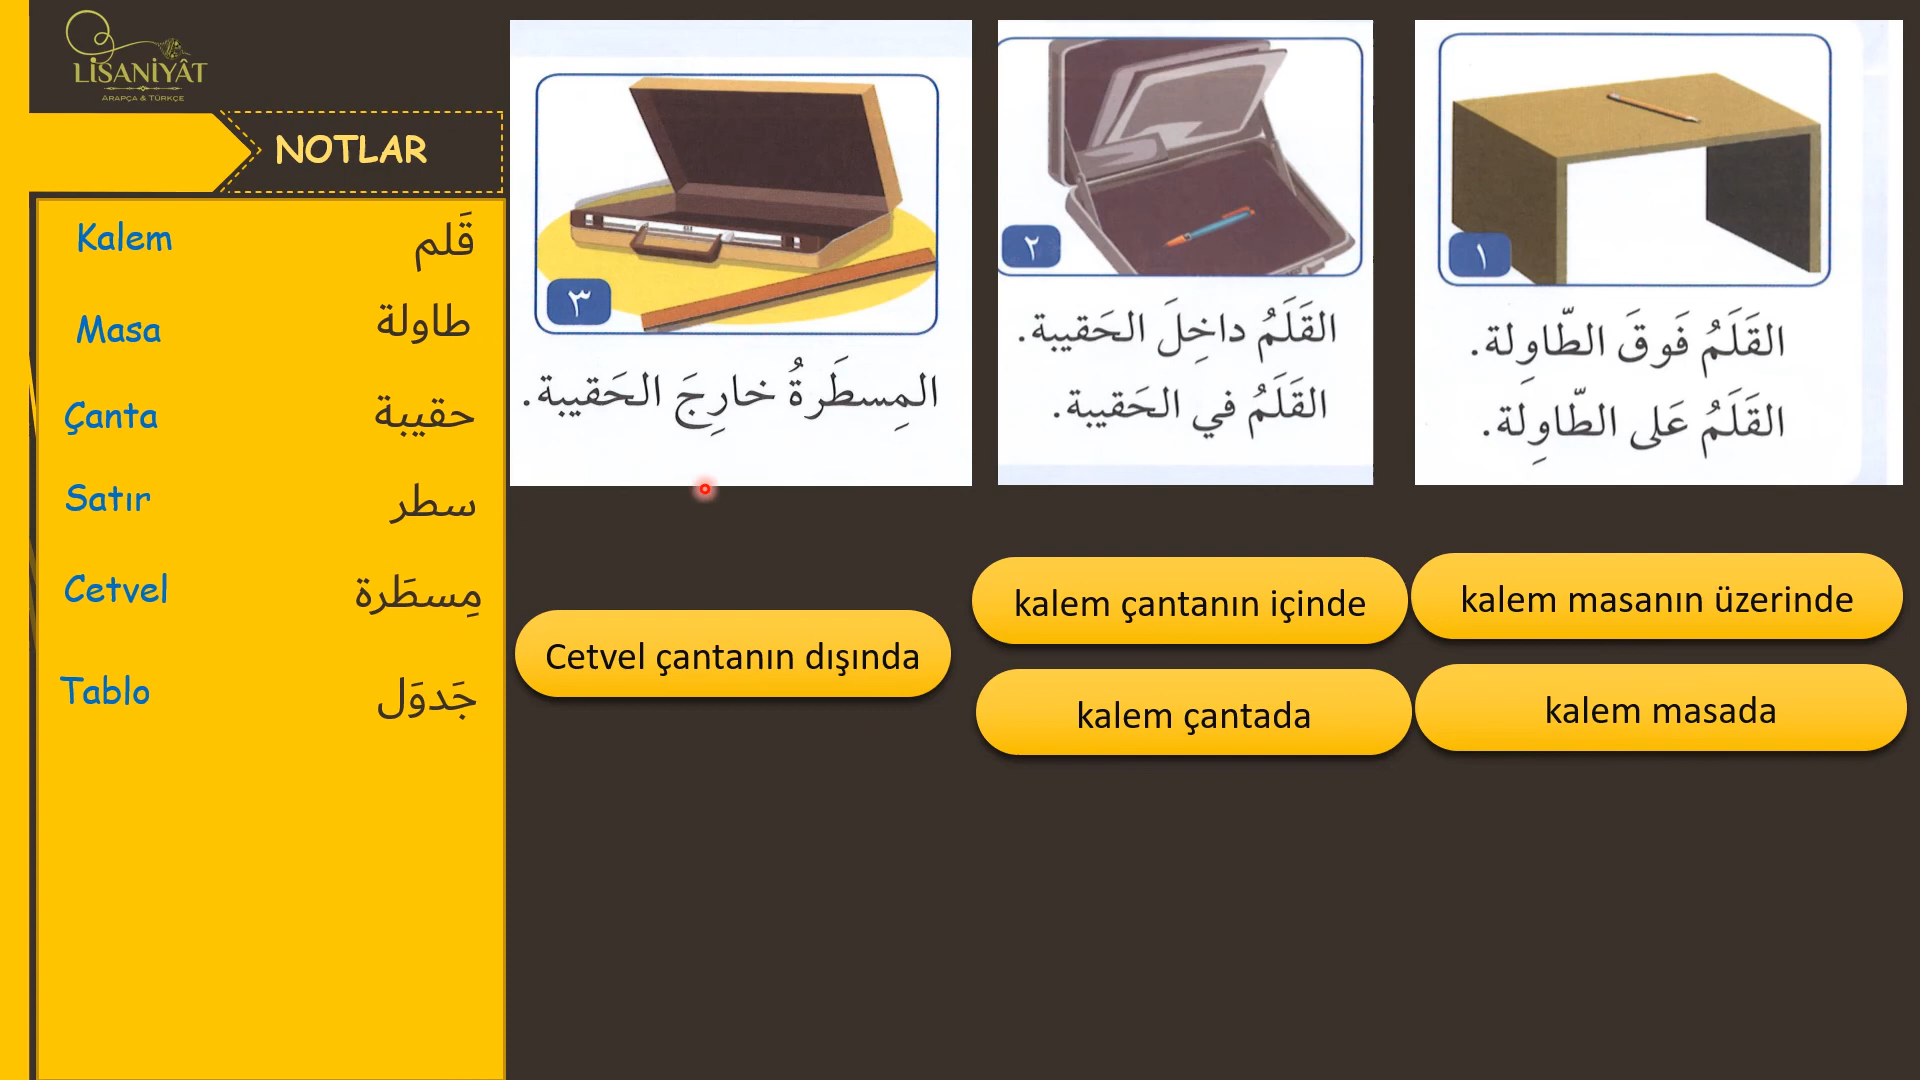 LİSANİYÂT
ARAPÇA & TÜRKÇE
NOTLAR
Kalem قَلم
Masa طاولة
Çanta حقيبة
Satır سطر
Cetvel مِسطَرة
Tablo جَدوَل
١
القَلَمُ فَوقَ الطّاوِلة.
القَلَمُ عَلى الطّاوِلَة.
٢
القَلَمُ داخِلَ الحَقيبة.
القَلَمُ في الحَقيبة.
٣
المِسطَرةُ خارِجَ الحَقيبة.
kalem masanın üzerinde
kalem masada
kalem çantanın içinde
kalem çantada
Cetvel çantanın dışında